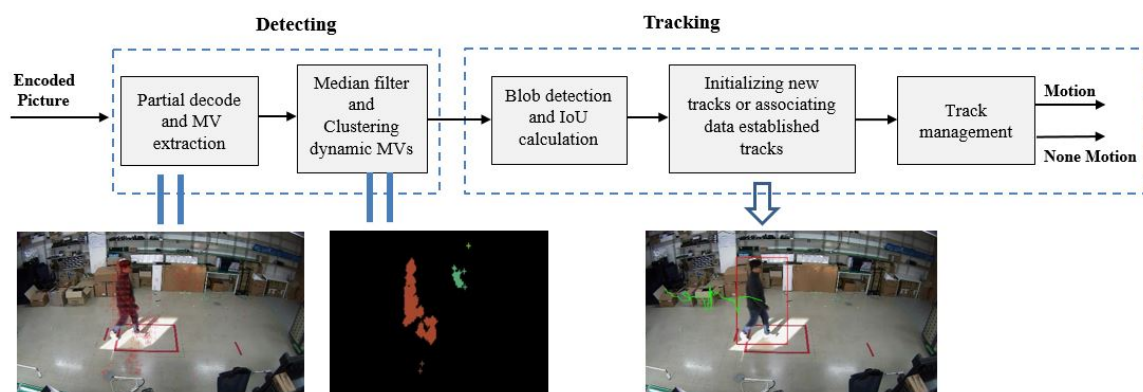 Detecting
Tracking
Encoded
Picture
Partial decode
and MV
extraction
Median filter
and
Clustering
dynamic MVs
Blob detection
and IoU
calculation
Initializing new
tracks or associating
data established
tracks
Track
management
Motion
None Motion